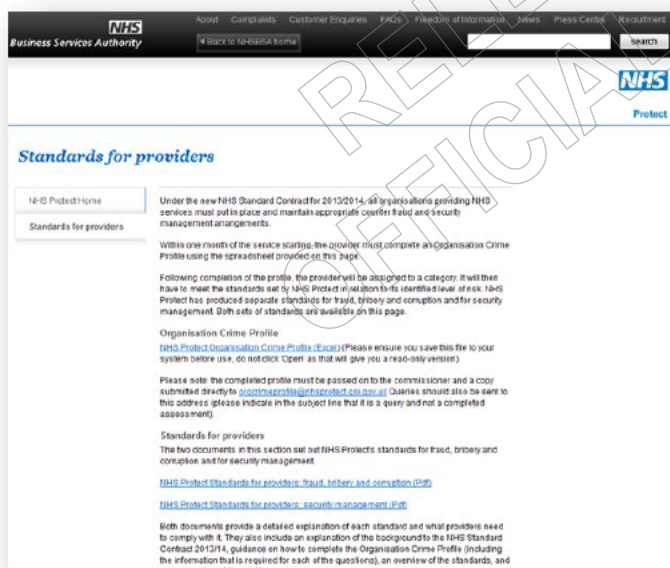 About Complaints Customer Enquiries FAQs Freedom of Information News Press Centre Recruitment
NHS
Business Services Authority
Back to NHSBSA home
search
NHS
Protect
Standards for providers
NHS Protect Home
Standards for providers
Under the new NHS Standard Contract for 2013/2014, all organisations providing NHS
services must put in place and maintain appropriate counter fraud and security
management arrangements.
Within one month of the service starting, the provider must complete an Organisation Crime
Profile using the spreadsheet provided on this page.
Following completion of the profile, the provider will be assigned to a category. It will then
have to meet the standards set by NHS Protect in relation to its identified level of risk. NHS
Protect has produced separate standards for fraud, bribery and corruption and for security
management. Both sets of standards are available on this page.
Organisation Crime Profile
NHS Protect Organisation Crime Profile (Excel) (Please ensure you save this file to your
system before use, do not click 'Open' as that will give you a read-only version).
Please note: the completed profile must be passed on to the commissioner and a copy
submitted directly to orgcrimeprofile@nhsprotect.gsi.gov.uk Queries should also be sent to
this address (please indicate in the subject line that it is a query and not a completed
assessment).
Standards for providers
The two documents in this section set out NHS Protect's standards for fraud, bribery and
corruption and for security management.
NHS Protect Standards for providers: fraud, bribery and corruption (Pdf)
NHS Protect Standards for providers: security management (Pdf)
Both documents provide a detailed explanation of each standard and what providers need
to comply with it. They also include an explanation of the background to the NHS Standard
Contract 2013/14, guidance on how to complete the Organisation Crime Profile (including
the information that is required for each of the questions), an overview of the standards, and
OFFICIAL